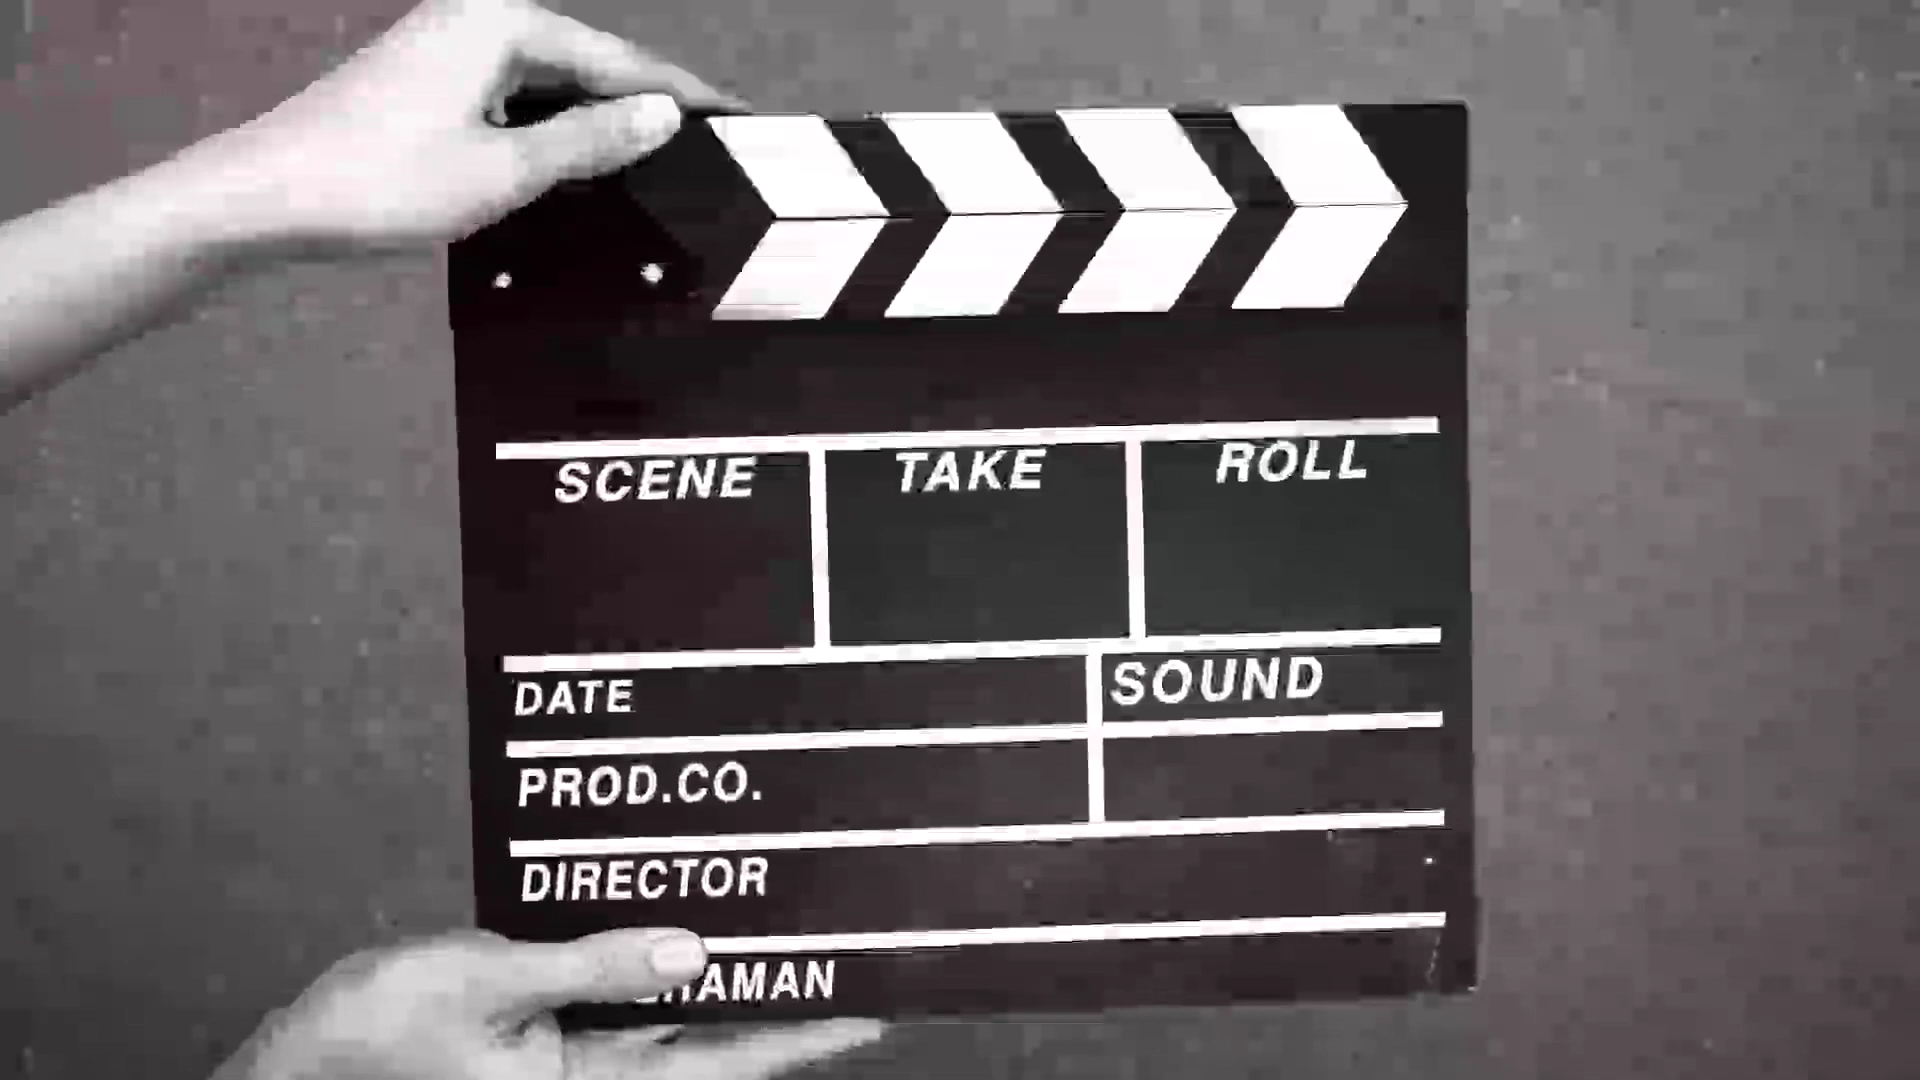 SCENE TAKE ROLL
DATE SOUND
PROD.CO.
DIRECTOR